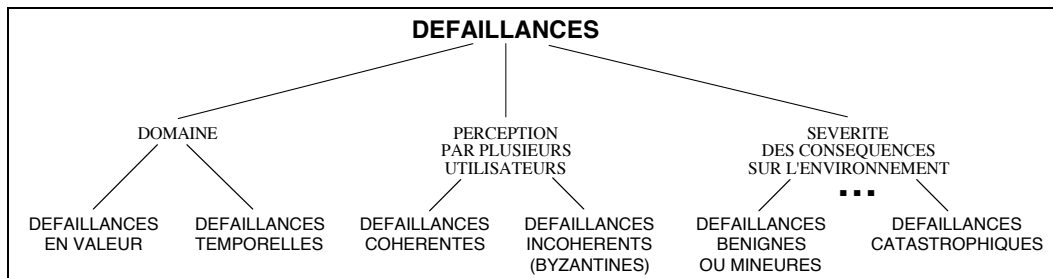 DEFAILLANCES
DOMAINE
PERCEPTION
PAR PLUSIEURS
UTILISATEURS
SEVERITE
DES CONSEQUENCES
SUR L'ENVIRONNEMENT
...
DEFAILLANCES
EN VALEUR
DEFAILLANCES
TEMPORELLES
DEFAILLANCES
COHERENTES
DEFAILLANCES
INCOHERENTS
(BYZANTINES)
DEFAILLANCES
BENIGNES
OU MINEURES
DEFAILLANCES
CATASTROPHIQUES